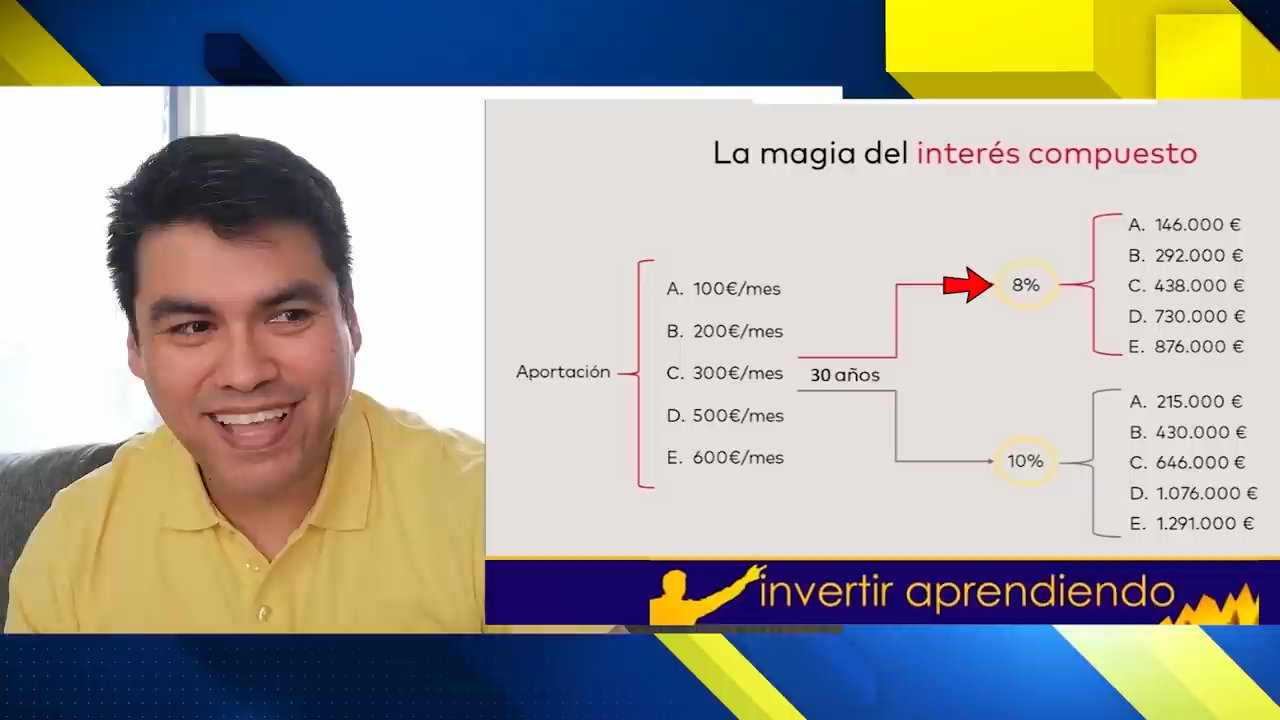 La magia del interés compuesto
Aportación
A. 100€/mes
B. 200€/mes
C. 300€/mes
D. 500€/mes
E. 600€/mes
30 años
8%
A. 146.000 €
B. 292.000 €
C. 438.000 €
D. 730.000 €
E. 876.000 €
10%
A. 215.000 €
B. 430.000 €
C. 646.000 €
D. 1.076.000 €
E. 1.291.000 €
invertir aprendiendo